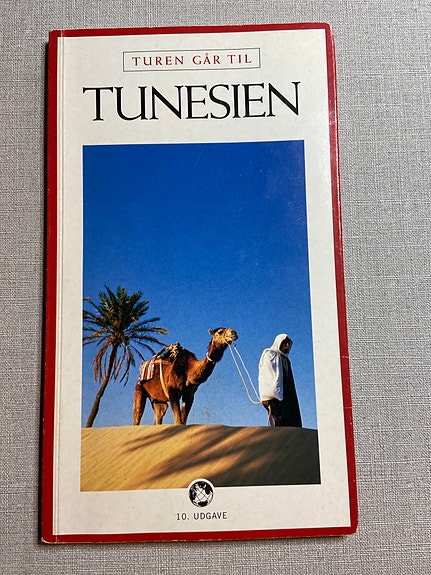 TUREN GÅR TIL
TUNESIEN
10. UDGAVE